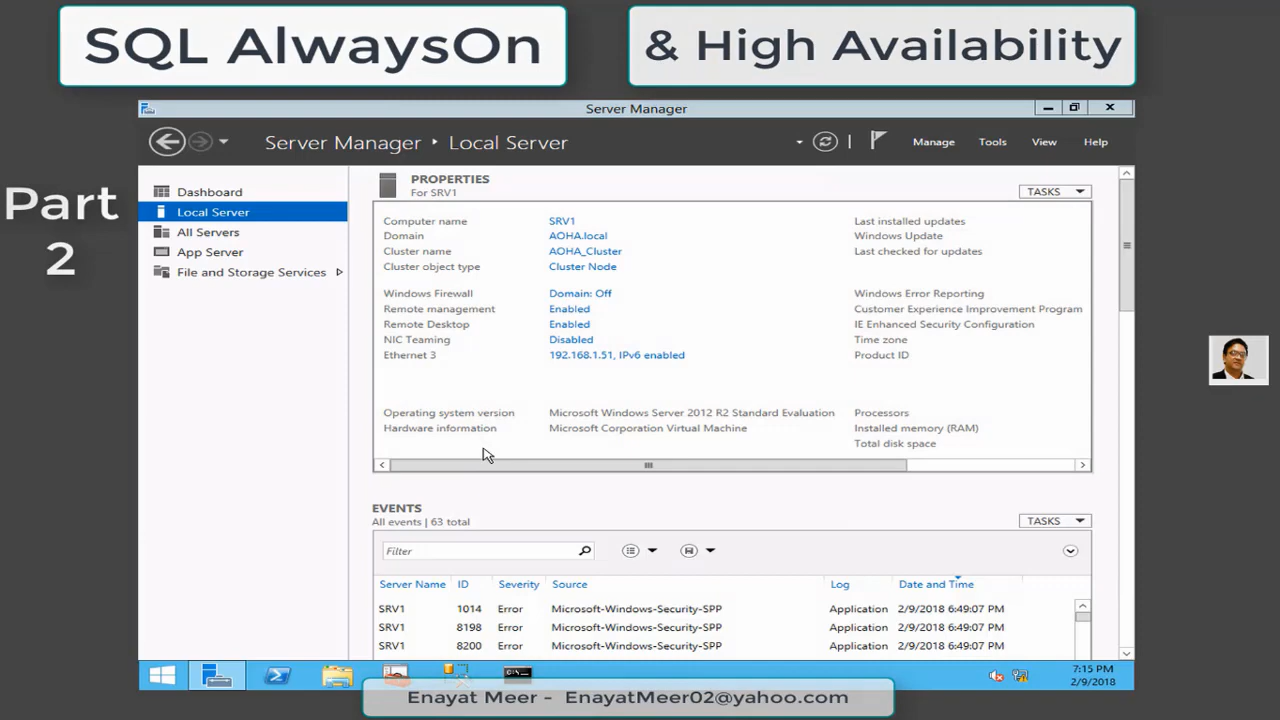 SQL AlwaysOn
& High Availability
Part
2
Server Manager
Server Manager ‣ Local Server
Manage Tools View Help
Dashboard
Local Server
All Servers
App Server
File and Storage Services
PROPERTIES
For SRV1
TASKS
Computer name SRV1 Last installed updates
Domain AOHA.local Windows Update
Cluster name AOHA_Cluster Last checked for updates
Cluster object type Cluster Node
Windows Firewall Domain: Off Windows Error Reporting
Remote management Enabled Customer Experience Improvement Program
Remote Desktop Enabled IE Enhanced Security Configuration
NIC Teaming Disabled Time zone
Ethernet 3 192.168.1.51, IPv6 enabled Product ID
Operating system version Microsoft Windows Server 2012 R2 Standard Evaluation Processors
Hardware information Microsoft Corporation Virtual Machine Installed memory (RAM)
Total disk space
EVENTS
All events | 63 total
TASKS
Filter
Server Name ID Severity Source Log Date and Time
SRV1 1014 Error Microsoft-Windows-Security-SPP Application 2/9/2018 6:49:07 PM
SRV1 8198 Error Microsoft-Windows-Security-SPP Application 2/9/2018 6:49:07 PM
SRV1 8200 Error Microsoft-Windows-Security-SPP Application 2/9/2018 6:49:07 PM
7:15 PM
2/9/2018
Enayat Meer - EnayatMeer02@yahoo.com